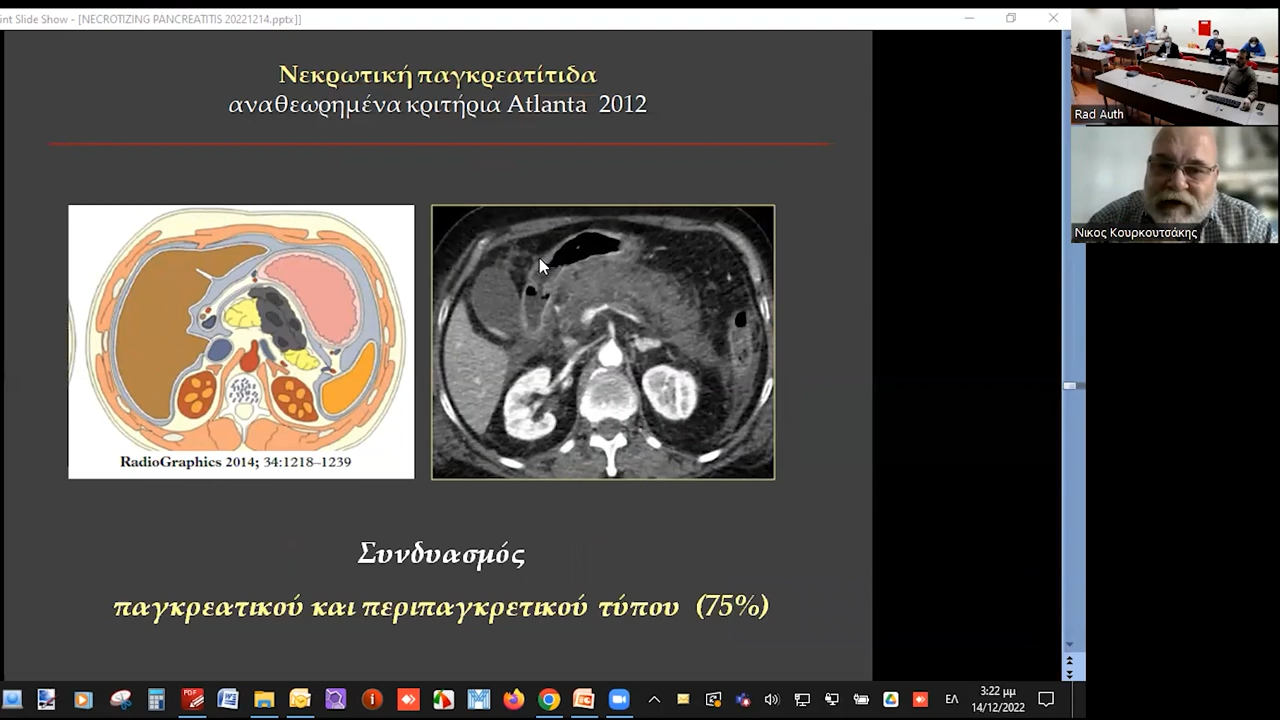 int Slide Show - [NECROTIZING PANCREATITIS 20221214.pptx]]
Νεκρωτική παγκρεατίτιδα
αναθεωρημένα κριτήρια Atlanta 2012
RadioGraphics 2014; 34:1218–1239
Συνδυασμός
παγκρεατικού και περιπαγκρετικού τύπου (75%)
Rad Auth
Νικος Κουρκουτσάκης
PDF
ΕΛ
3:22 μμ
14/12/2022